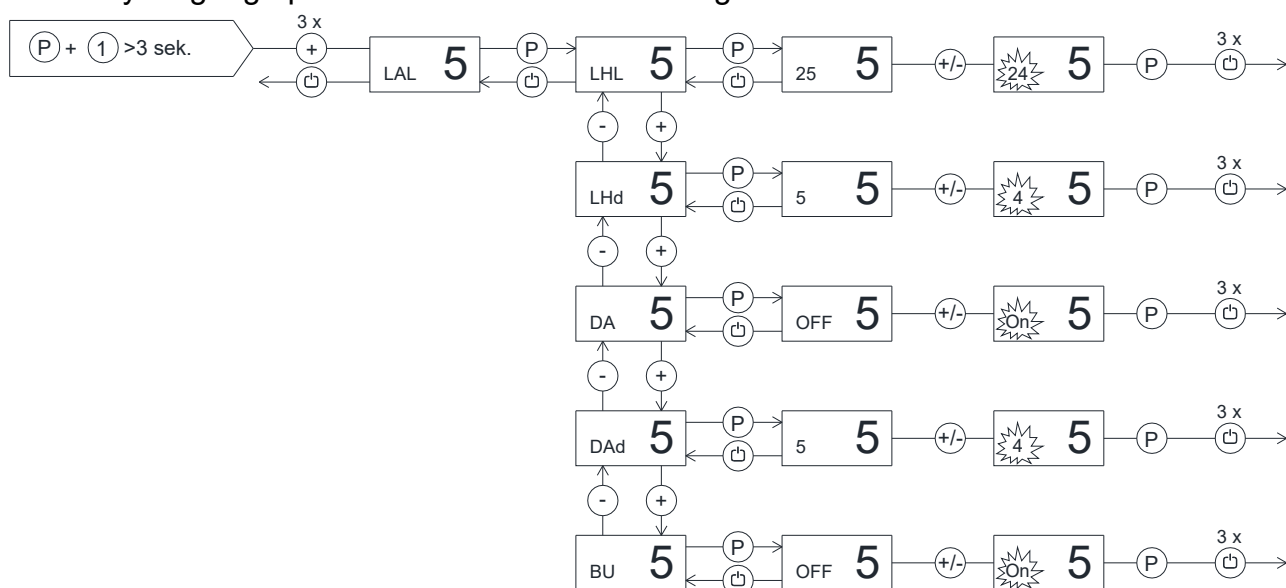 3 x
P + 1 >3 sek. + LAL 5 P LHL 5 P 25 5 +/- 24 5 P 3 x
- +
LHd 5 P 5 5 +/- 4 5 P 3 x
- +
DA 5 P OFF 5 +/- On 5 P 3 x
- +
DAd 5 P 5 5 +/- 4 5 P 3 x
- +
BU 5 P OFF 5 +/- On 5 P 3 x